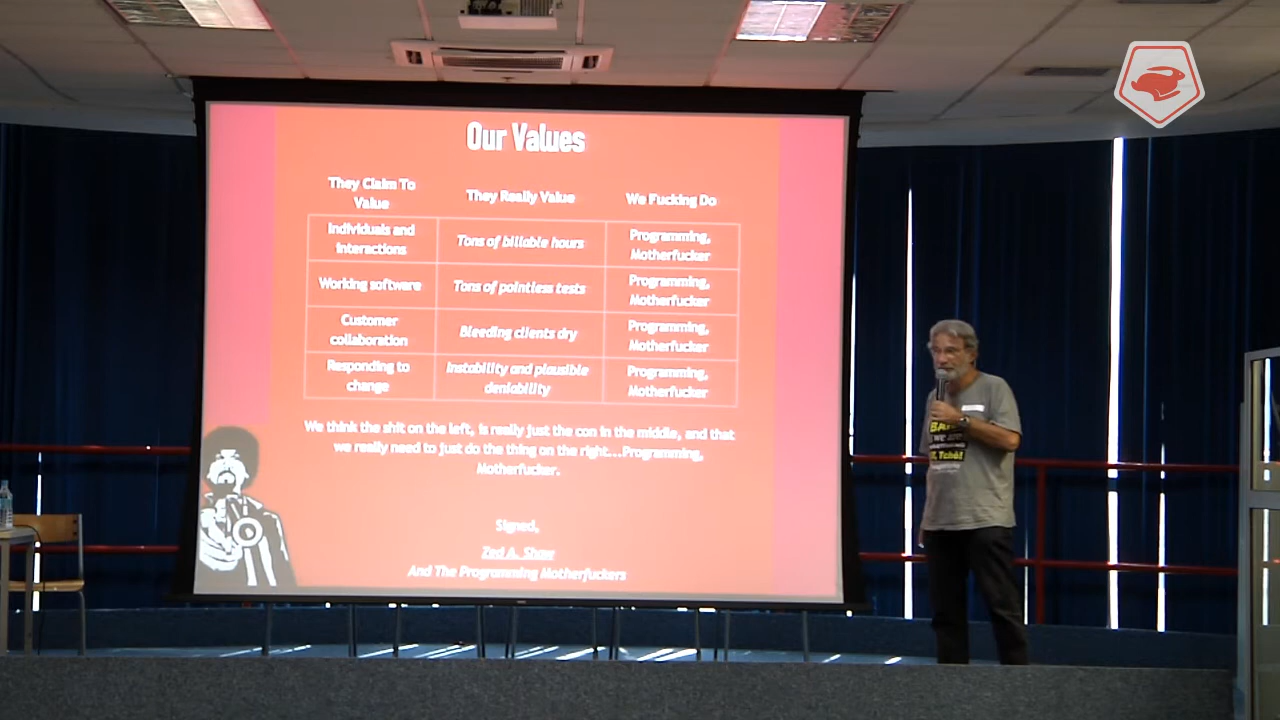 Our Values
They Claim To
Value
They Really Value
We Fucking Do
Individuals and
interactions
Tons of billable hours
Programming,
Motherfucker
Working software
Tons of pointless tests
Programming,
Motherfucker
Customer
collaboration
Bleeding clients dry
Programming,
Motherfucker
Responding to
change
Instability and plausible
deniability
Programming,
Motherfucker
We think the shit on the left, is really just the con in the middle, and that
we really need to just do the thing on the right...Programming,
Motherfucker.
Signed,
Zed A. Shaw
And The Programming Motherfuckers
Tchê!